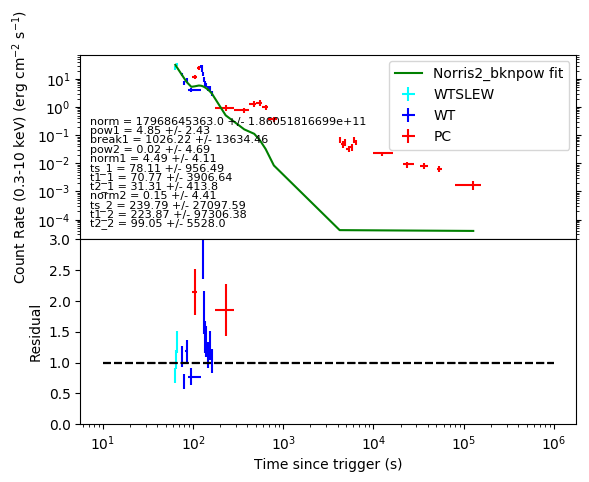 Count Rate (0.3-10 keV) (erg cm⁻² s⁻¹)
10¹
10⁰
10⁻¹
10⁻²
10⁻³
10⁻⁴
Norris2_bknpow fit
WTSLEW
WT
PC
norm = 17968645363.0 +/- 1.86051816699e+11
pow1 = 4.85 +/- 2.43
break1 = 1026.22 +/- 13634.46
pow2 = 0.02 +/- 4.69
norm1 = 4.49 +/- 4.11
ts_1 = 78.11 +/- 956.49
t1_1 = 70.77 +/- 3906.64
t2_1 = 31.31 +/- 413.8
norm2 = 0.15 +/- 4.41
ts_2 = 239.79 +/- 27097.59
t1_2 = 223.87 +/- 97306.38
t2_2 = 99.05 +/- 5528.0
Residual
3.0
2.5
2.0
1.5
1.0
0.5
0.0
10¹ 10² 10³ 10⁴ 10⁵ 10⁶
Time since trigger (s)